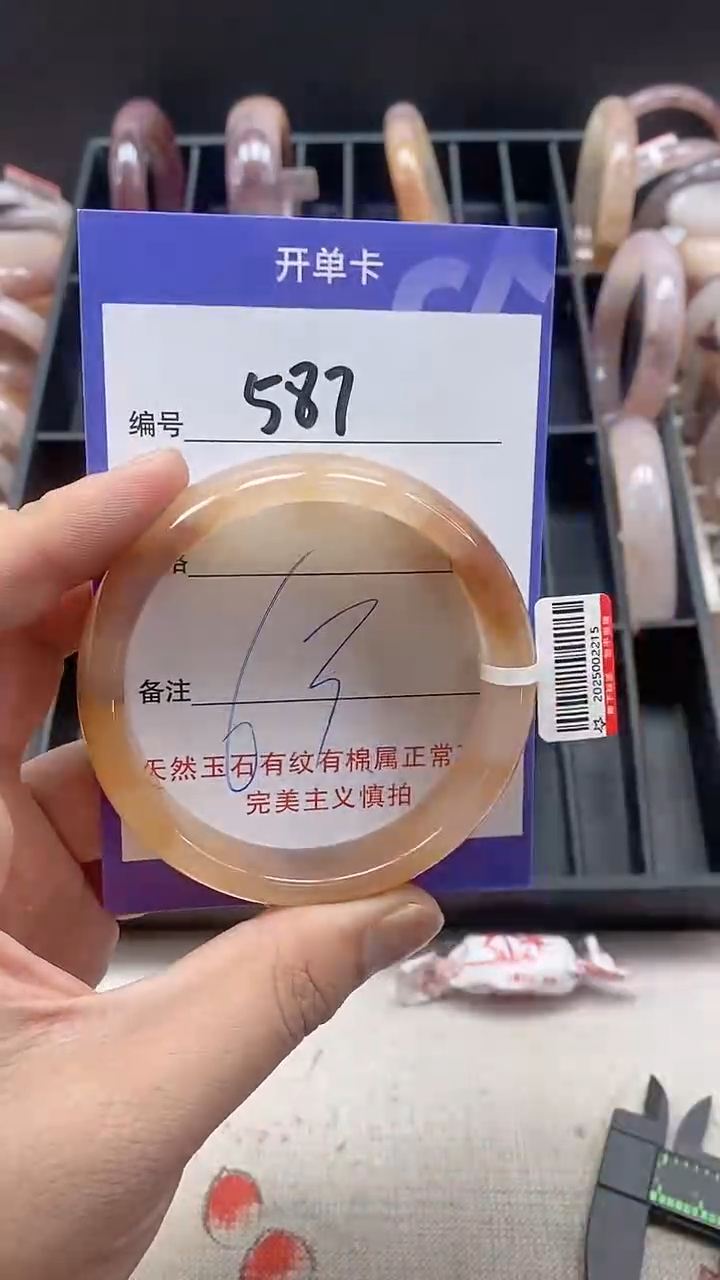 开单卡
编号 587
格
63
备注
天然玉石有纹有棉属正常
完美主义慎拍
2025002215